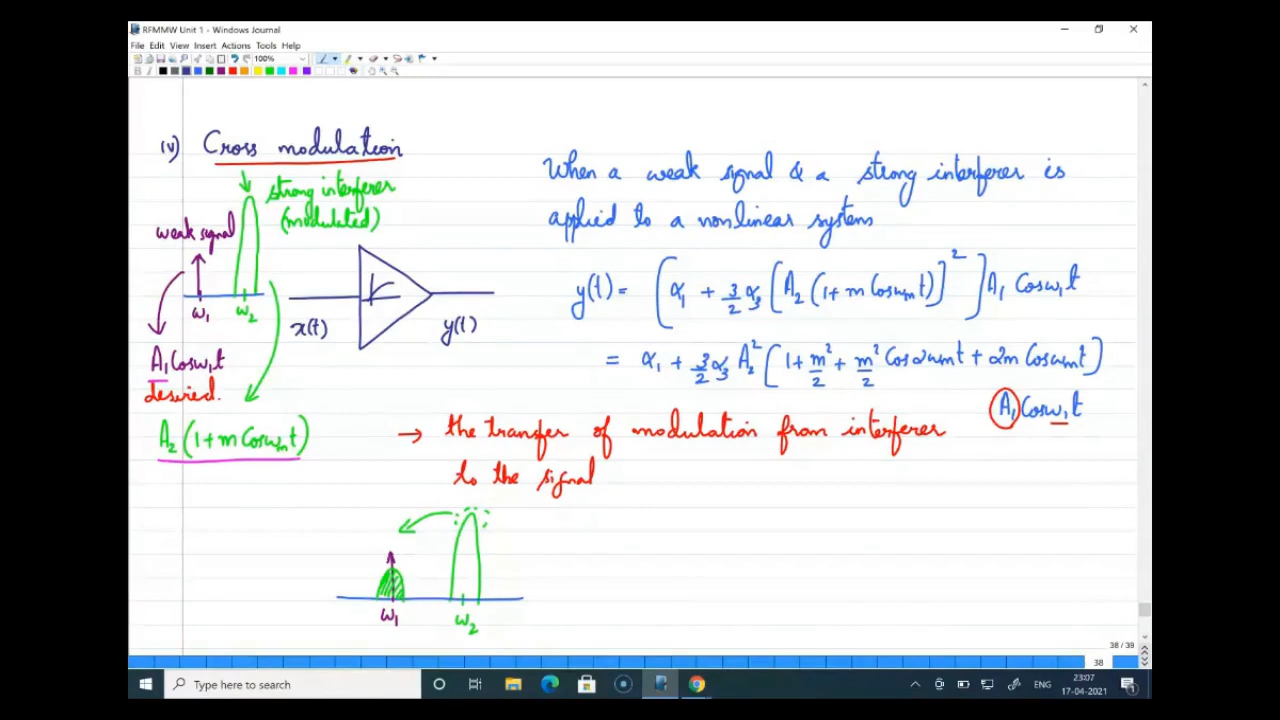 RFMMW Unit 1 - Windows Journal
File Edit View Insert Actions Tools Help
100%
(v) Cross modulation
strong interferer
(modulated)
weak signal
ω₁ ω₂
x(t) y(t)
A₁Cosω₁t
desired.
A₂(1+m Cosωₘt)
When a weak signal & a strong interferer is
applied to a nonlinear system
y(t) = [α₁ + 3/2 α₃ [A₂(1+m Cosωₘt)]²] A₁ Cosω₁t
= α₁ + 3/2 α₃ A₂² [1+ m²/2 + m²/2 Cos2ωₘt + 2m Cosωₘt]
A₁Cosω₁t
→ the transfer of modulation from interferer
to the signal
ω₁ ω₂
38 / 39
38
Type here to search
ENG
23:07
17-04-2021
1